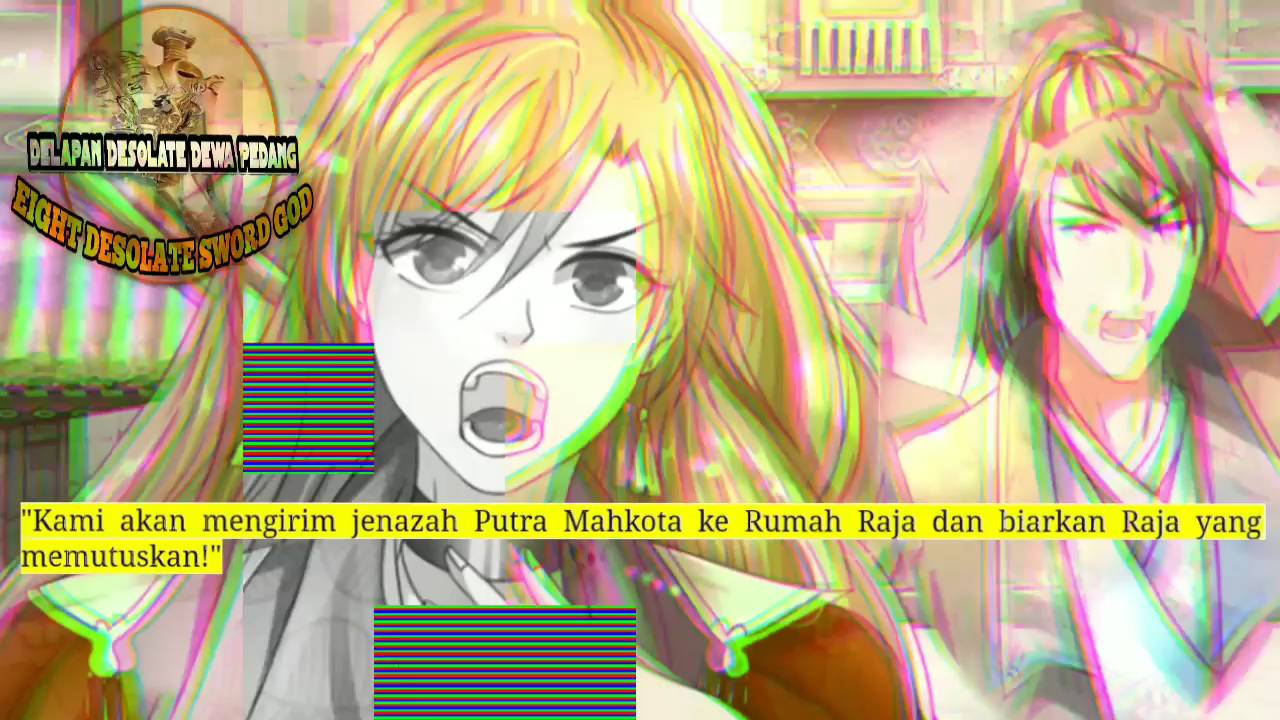 DELAPAN DESOLATE DEWA PEDANG
EIGHT DESOLATE SWORD GOD
"Kami akan mengirim jenazah Putra Mahkota ke Rumah Raja dan biarkan Raja yang
memutuskan!"